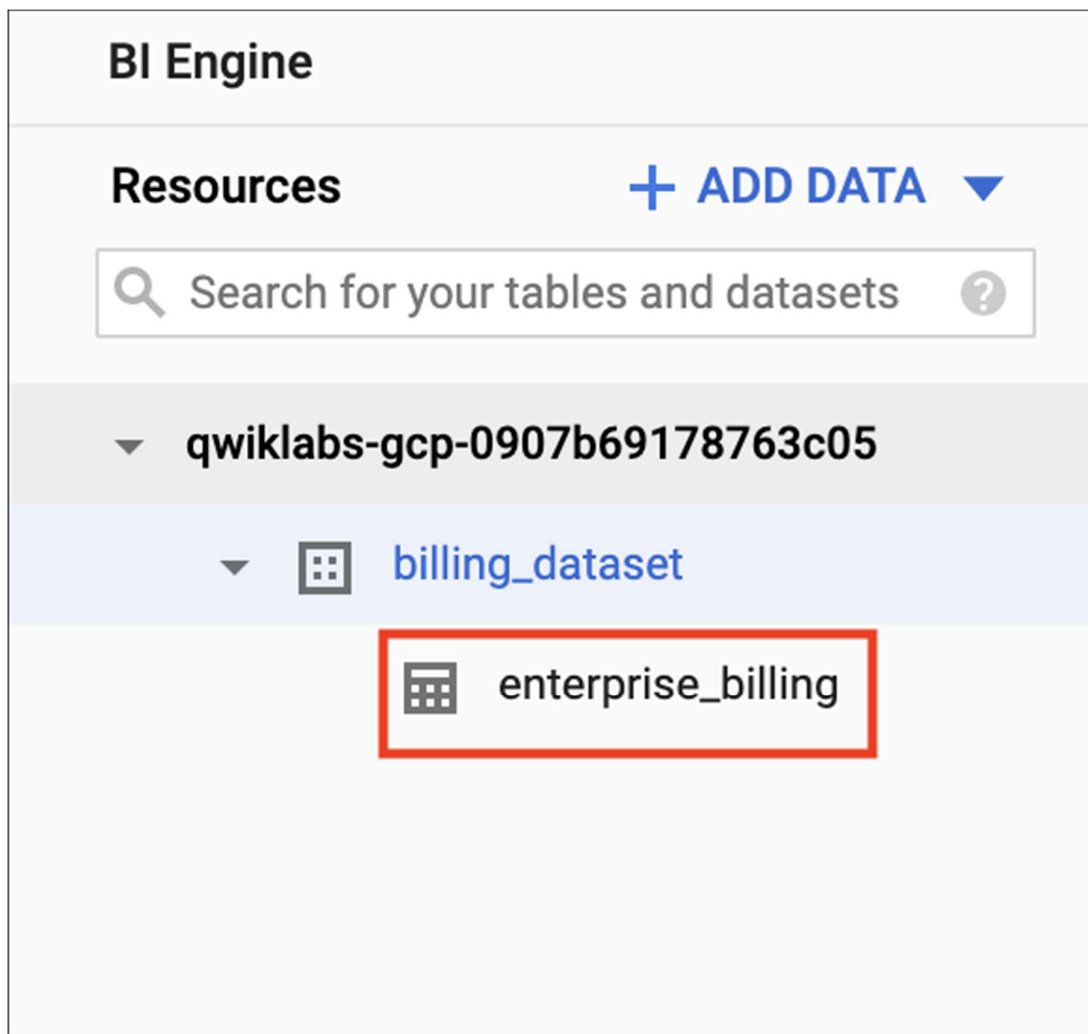 BI Engine
Resources + ADD DATA
Search for your tables and datasets ?
qwiklabs-gcp-0907b69178763c05
billing_dataset
enterprise_billing